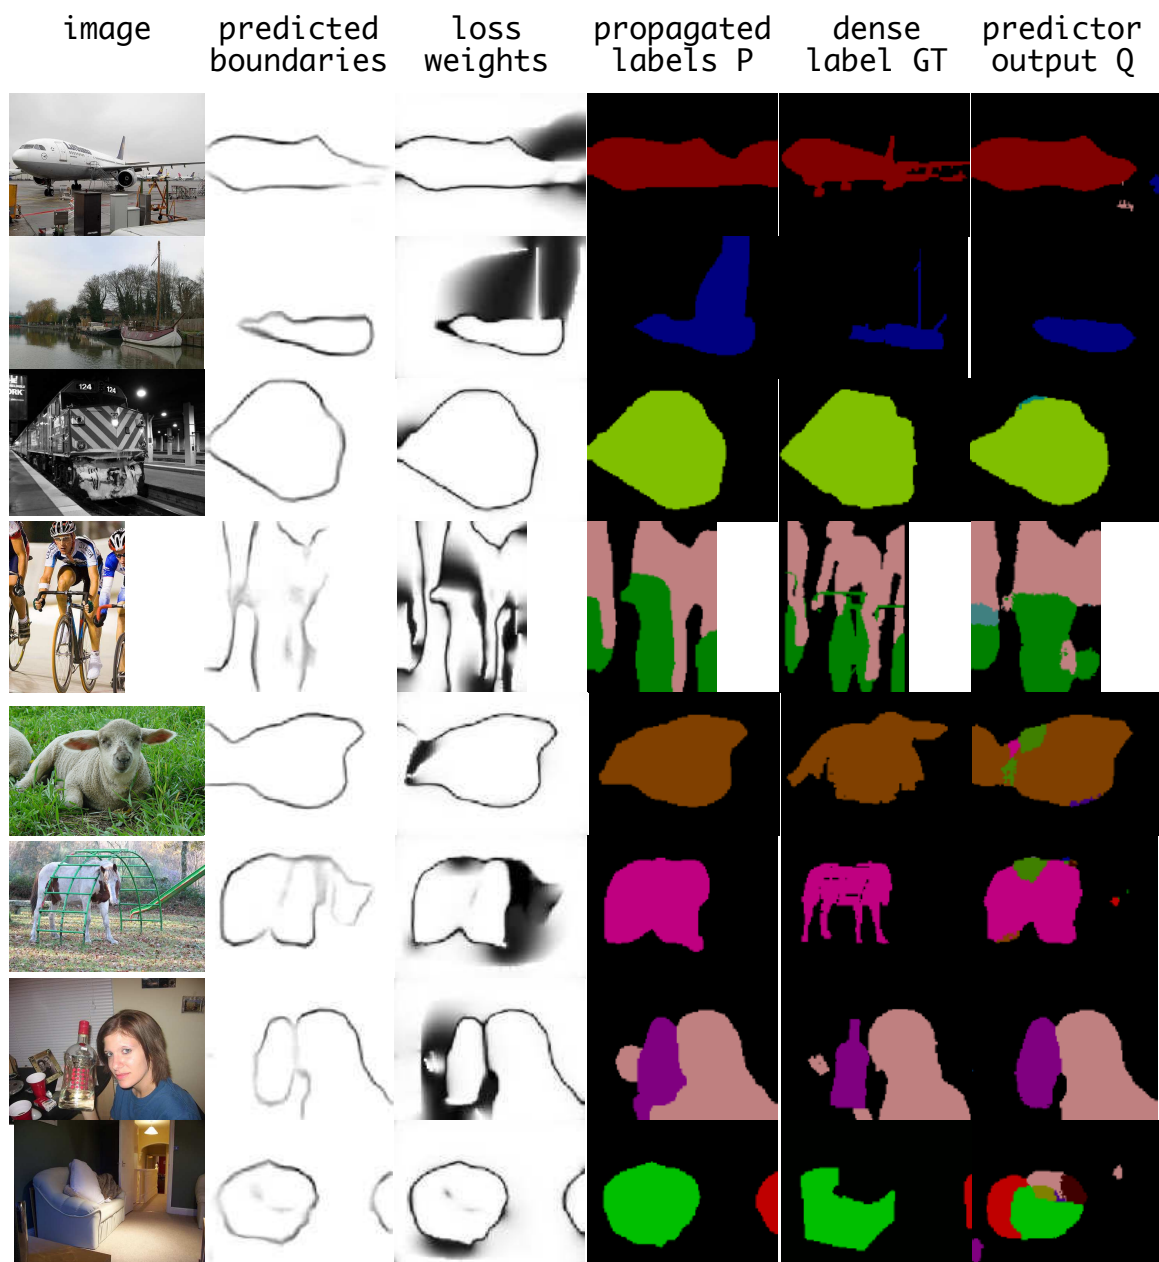 image
predicted
boundaries
loss
weights
propagated
labels P
dense
label GT
predictor
output Q
124
124